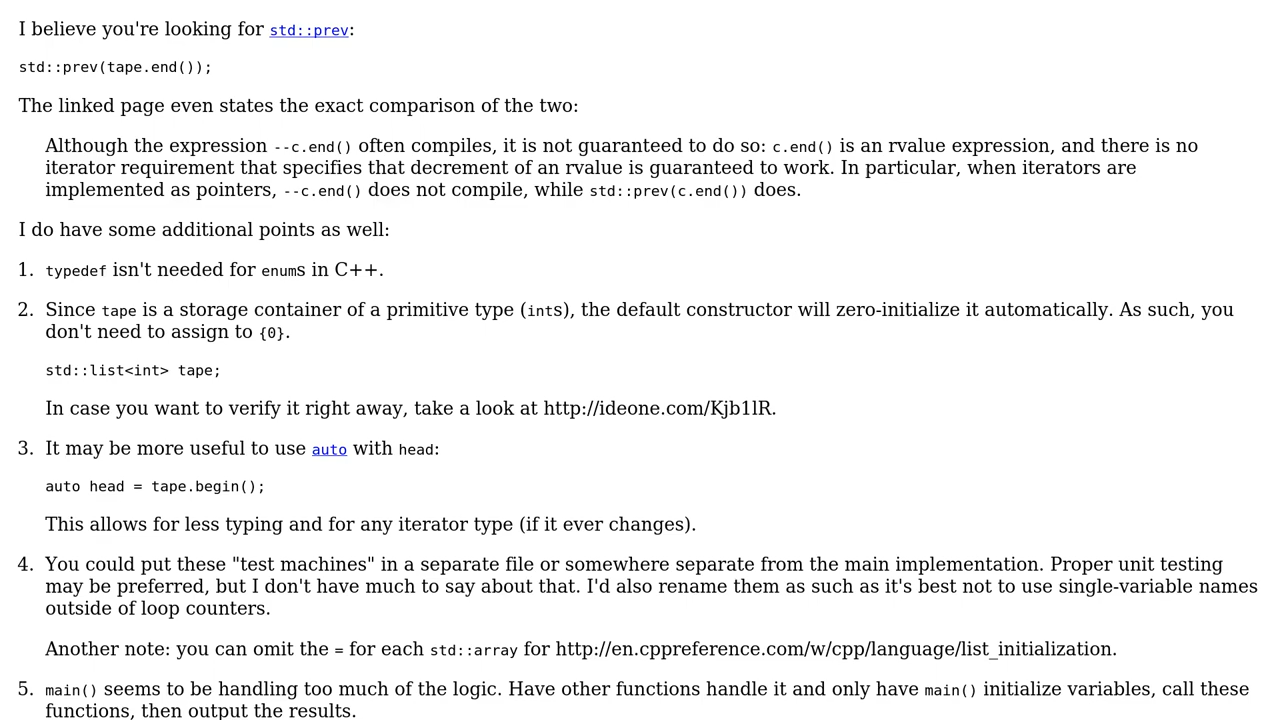 I believe you're looking for std::prev:
std::prev(tape.end());
The linked page even states the exact comparison of the two:
Although the expression --c.end() often compiles, it is not guaranteed to do so: c.end() is an rvalue expression, and there is no
iterator requirement that specifies that decrement of an rvalue is guaranteed to work. In particular, when iterators are
implemented as pointers, --c.end() does not compile, while std::prev(c.end()) does.
I do have some additional points as well:
1. typedef isn't needed for enums in C++.
2. Since tape is a storage container of a primitive type (ints), the default constructor will zero-initialize it automatically. As such, you
don't need to assign to {0}.
std::list<int> tape;
In case you want to verify it right away, take a look at http://ideone.com/Kjb1lR.
3. It may be more useful to use auto with head:
auto head = tape.begin();
This allows for less typing and for any iterator type (if it ever changes).
4. You could put these "test machines" in a separate file or somewhere separate from the main implementation. Proper unit testing
may be preferred, but I don't have much to say about that. I'd also rename them as such as it's best not to use single-variable names
outside of loop counters.
Another note: you can omit the = for each std::array for http://en.cppreference.com/w/cpp/language/list_initialization.
5. main() seems to be handling too much of the logic. Have other functions handle it and only have main() initialize variables, call these
functions, then output the results.